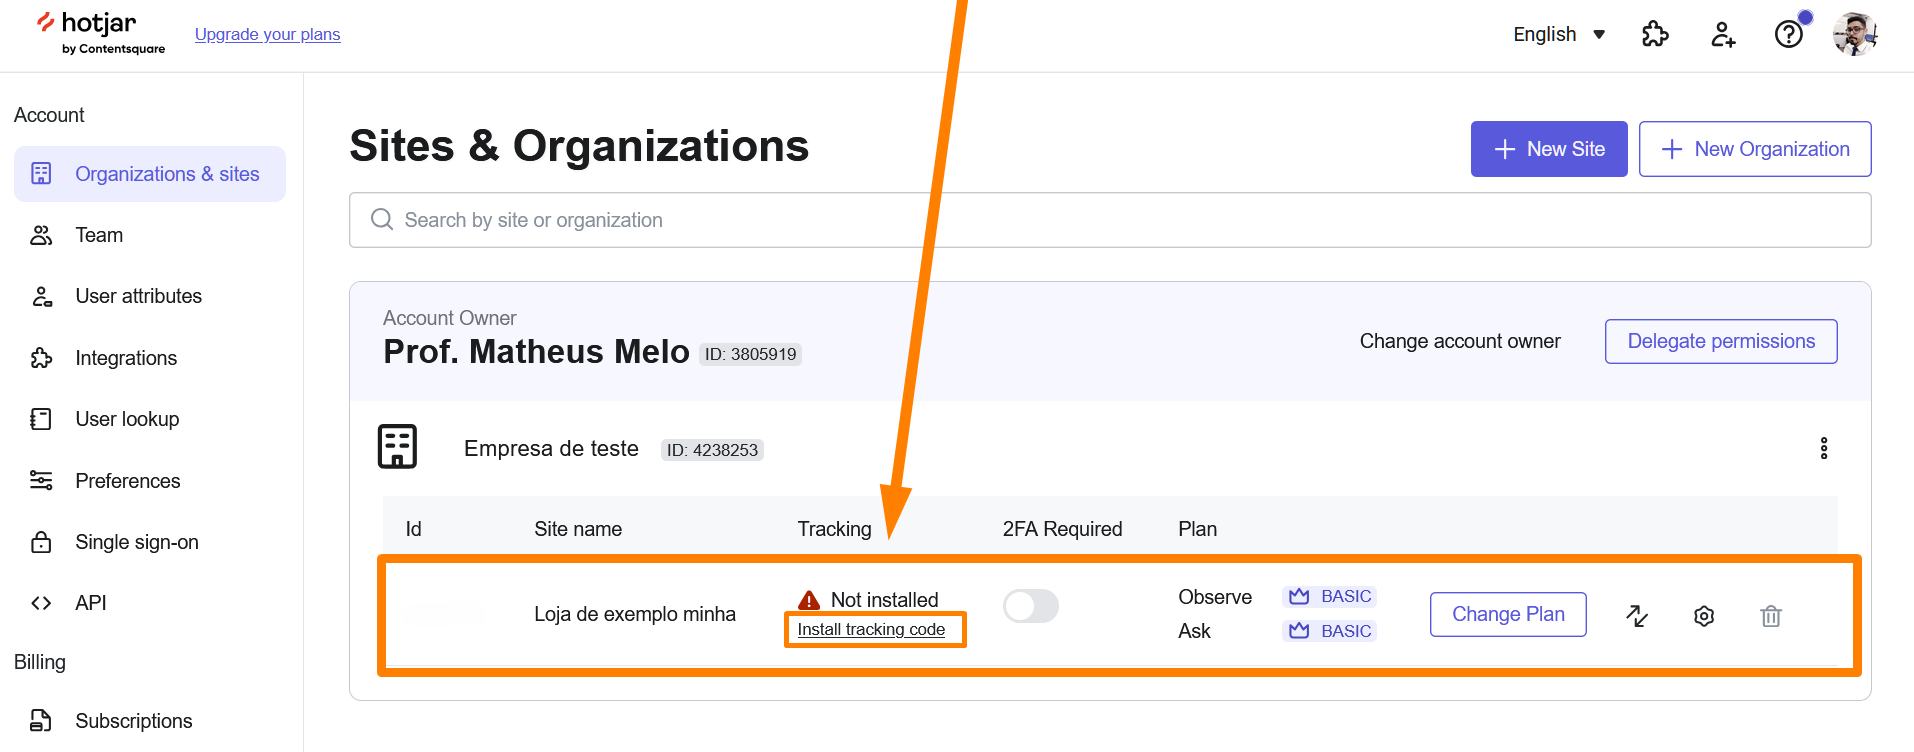 hotjar
by Contentsquare
Upgrade your plans
English
Account
Organizations & sites
Team
User attributes
Integrations
User lookup
Preferences
Single sign-on
API
Billing
Subscriptions
Sites & Organizations
New Site
New Organization
Search by site or organization
Account Owner
Prof. Matheus Melo ID: 3805919
Change account owner
Delegate permissions
Empresa de teste ID: 4238253
Id Site name Tracking 2FA Required Plan
Loja de exemplo minha
Not installed
Install tracking code
Observe BASIC
Ask BASIC
Change Plan